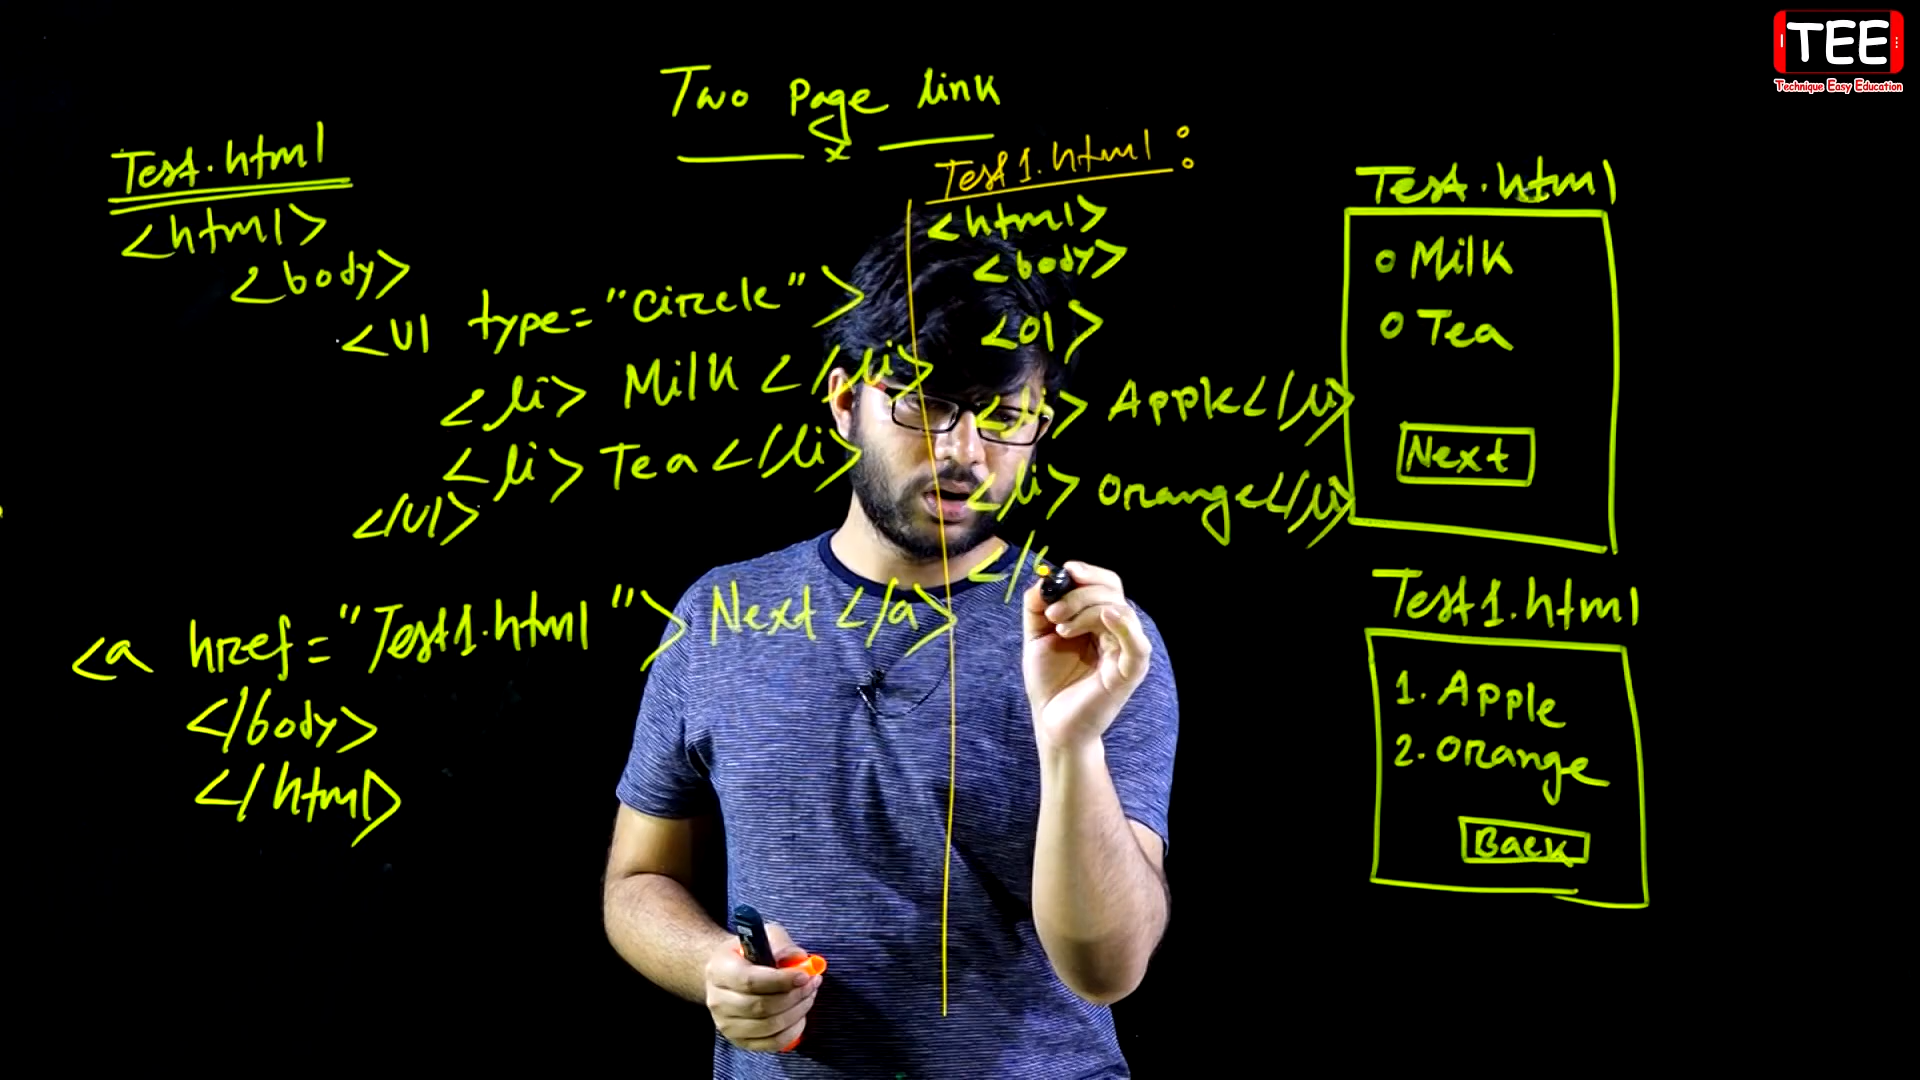 TEE
Technique Easy Education
Two Page link
x
Test.html
<html>
<body>
<ul type="circle">
<li> Milk </li>
<li> Tea </li>
</ul>
<a href="Test1.html"> Next </a>
</body>
</html>
Test1.html :
<html>
<body>
<ol>
<li> Apple </li>
<li> Orange </li>
</
Test.html
o Milk
o Tea
Next
Test1.html
1. Apple
2. Orange
Back